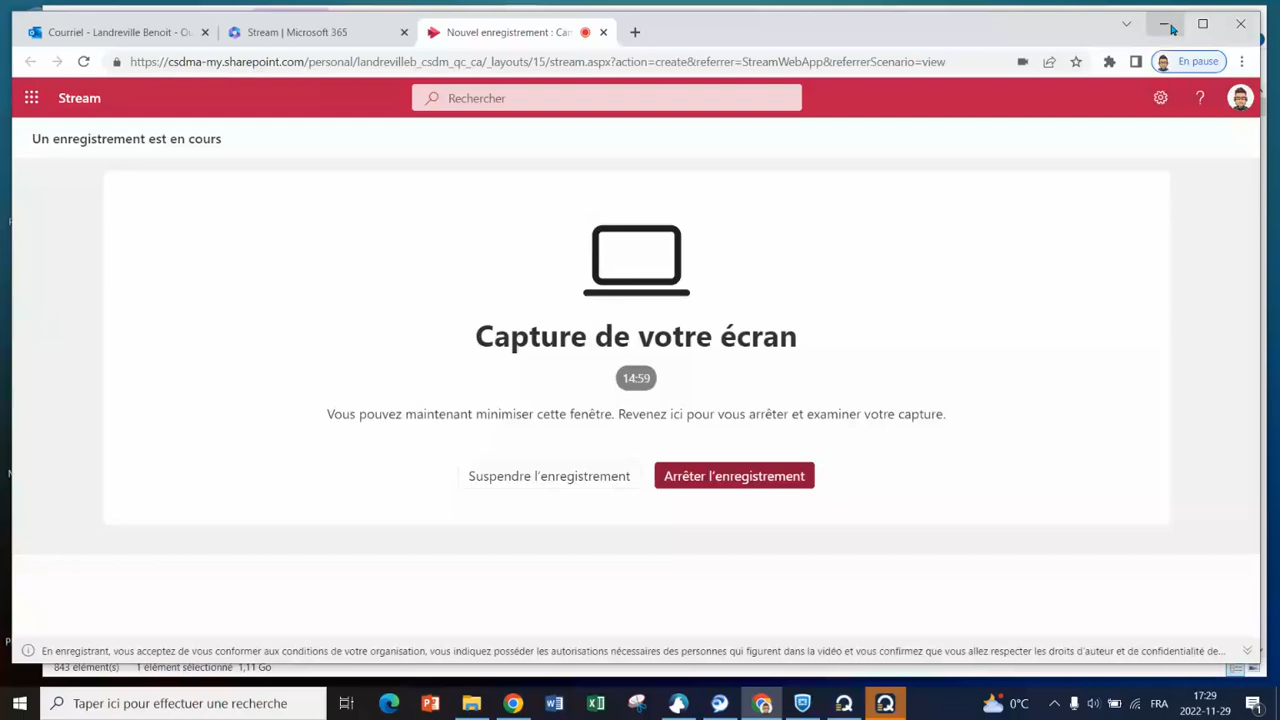 Courriel - Landreville Benoit - Ou
Stream | Microsoft 365
Nouvel enregistrement : Ca
https://csdma-my.sharepoint.com/personal/landrevilleb_csdm_qc_ca/_layouts/15/stream.aspx?action=create&referrer=StreamWebApp&referrerScenario=view
En pause
Stream
Rechercher
Un enregistrement est en cours
Capture de votre écran
14:59
Vous pouvez maintenant minimiser cette fenêtre. Revenez ici pour vous arrêter et examiner votre capture.
Suspendre l'enregistrement
Arrêter l'enregistrement
En enregistrant, vous acceptez de vous conformer aux conditions de votre organisation, vous indiquez posséder les autorisations nécessaires des personnes qui figurent dans la vidéo et vous confirmez que vous allez respecter les droits d'auteur et de confidentialité de...
843 élément(s) 1 élément sélectionné 1,11 Go
Taper ici pour effectuer une recherche
0°C
FRA
17:29
2022-11-29
1